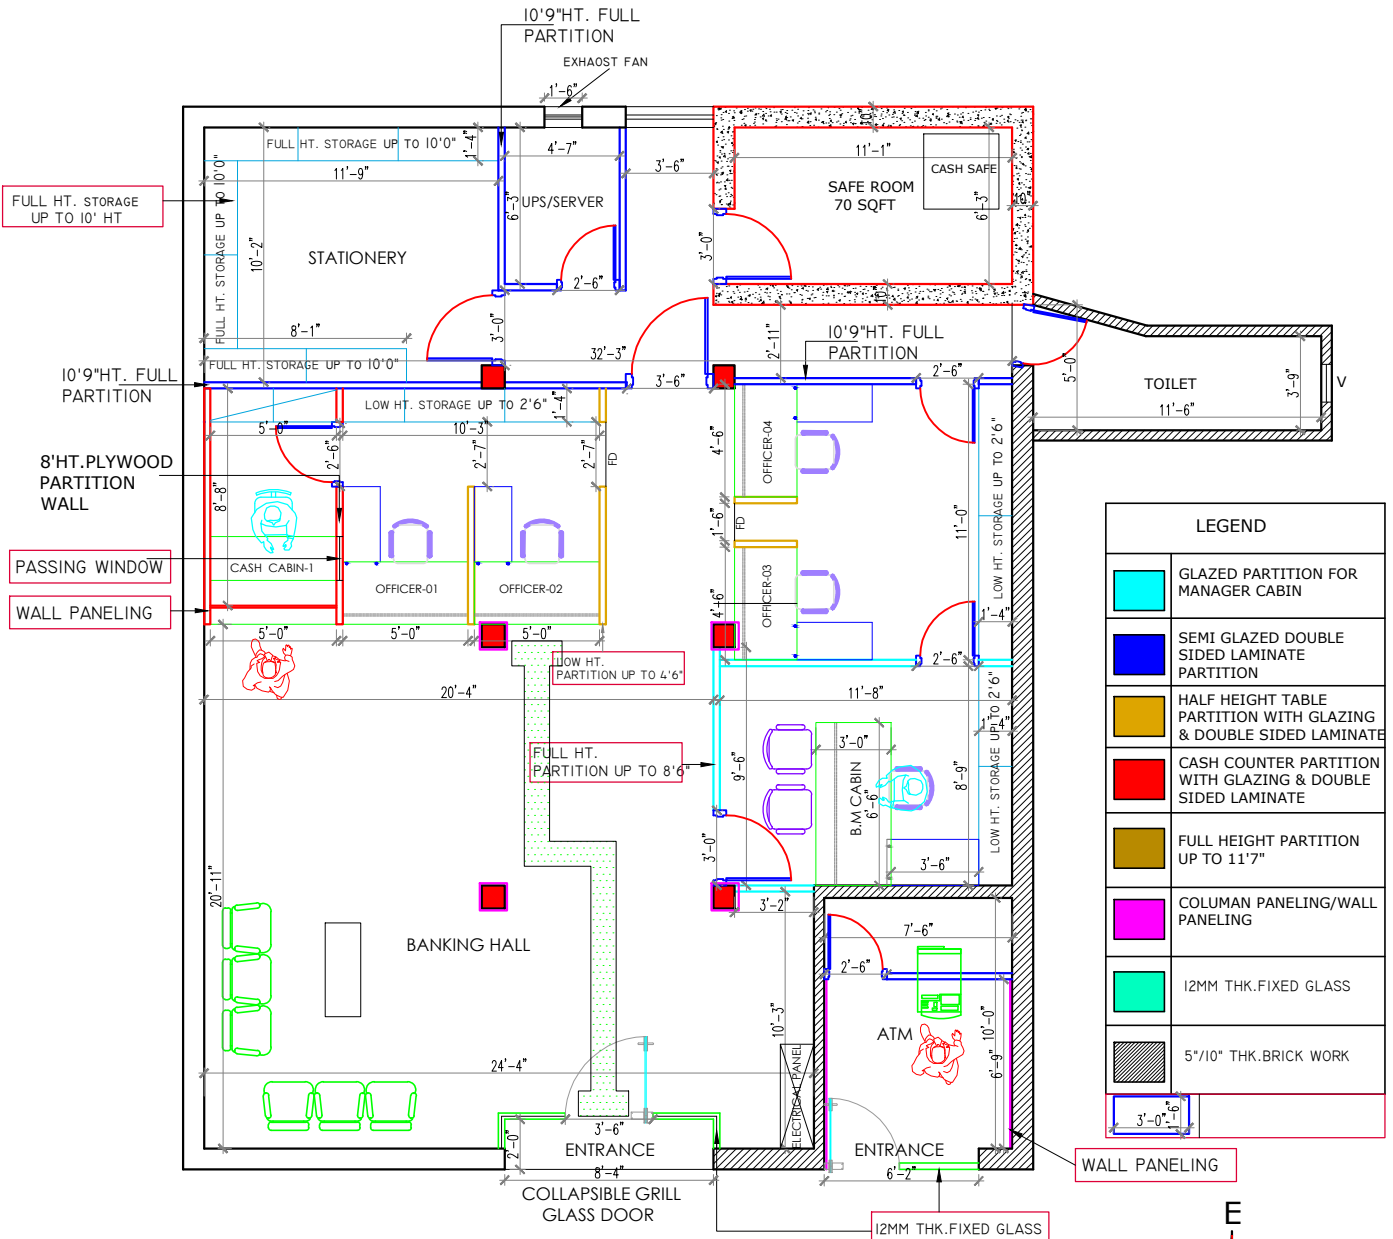 10'9"HT. FULL
PARTITION
EXHAOST FAN
1'-6"
10"
FULL HT. STORAGE UP TO 10'0"
1'-4"
4'-7"
11'-9"
3'-6"
11'-1"
CASH SAFE
FULL HT. STORAGE
UP TO 10' HT
SAFE ROOM
70 SQFT
10"
6'-3"
UPS/SERVER
6'-3"
FULL HT. STORAGE UP TO 10'0"
10'-2"
STATIONERY
3'-0"
2'-6"
10"
8'-1"
3'-0"
2'-11"
10'9"HT. FULL
PARTITION
32'-3"
FULL HT. STORAGE UP TO 10'0"
5'-0"
TOILET
3'-9"
V
11'-6"
10'9"HT. FULL
PARTITION
3'-6"
2'-6"
LOW HT. STORAGE UP TO 2'6"
1'-4"
5'-0"
10'-3"
8'HT.PLYWOOD
PARTITION
WALL
2'-6"
2'-7"
2'-7"
FD
8'-8"
4'-6"
OFFICER-04
LOW HT. STORAGE UP TO 2'6"
11'-0"
1'-6"
FD
PASSING WINDOW
CASH CABIN-1
OFFICER-01
OFFICER-02
WALL PANELING
4'-6"
OFFICER-03
1'-4"
5'-0"
5'-0"
5'-0"
LOW HT.
PARTITION UP TO 4'6"
2'-6"
20'-4"
11'-8"
LOW HT. STORAGE UP TO 2'6"
1'-4"
FULL HT.
PARTITION UP TO 8'6"
3'-0"
9'-6"
B.M CABIN
6'-6"
8'-9"
3'-0"
3'-6"
20'-11"
3'-2"
BANKING HALL
7'-6"
2'-6"
10'-3"
ATM
10'-0"
6'-9"
24'-4"
ELECTRICAL PANEL
3'-6"
2'-0"
ENTRANCE
ENTRANCE
8'-4"
6'-2"
COLLAPSIBLE GRILL
GLASS DOOR
12MM THK.FIXED GLASS
WALL PANELING
LEGEND
GLAZED PARTITION FOR
MANAGER CABIN
SEMI GLAZED DOUBLE
SIDED LAMINATE
PARTITION
HALF HEIGHT TABLE
PARTITION WITH GLAZING
& DOUBLE SIDED LAMINATE
CASH COUNTER PARTITION
WITH GLAZING & DOUBLE
SIDED LAMINATE
FULL HEIGHT PARTITION
UP TO 11'7"
COLUMAN PANELING/WALL
PANELING
12MM THK.FIXED GLASS
5"/10" THK.BRICK WORK
3'-0"
1'-6"
E